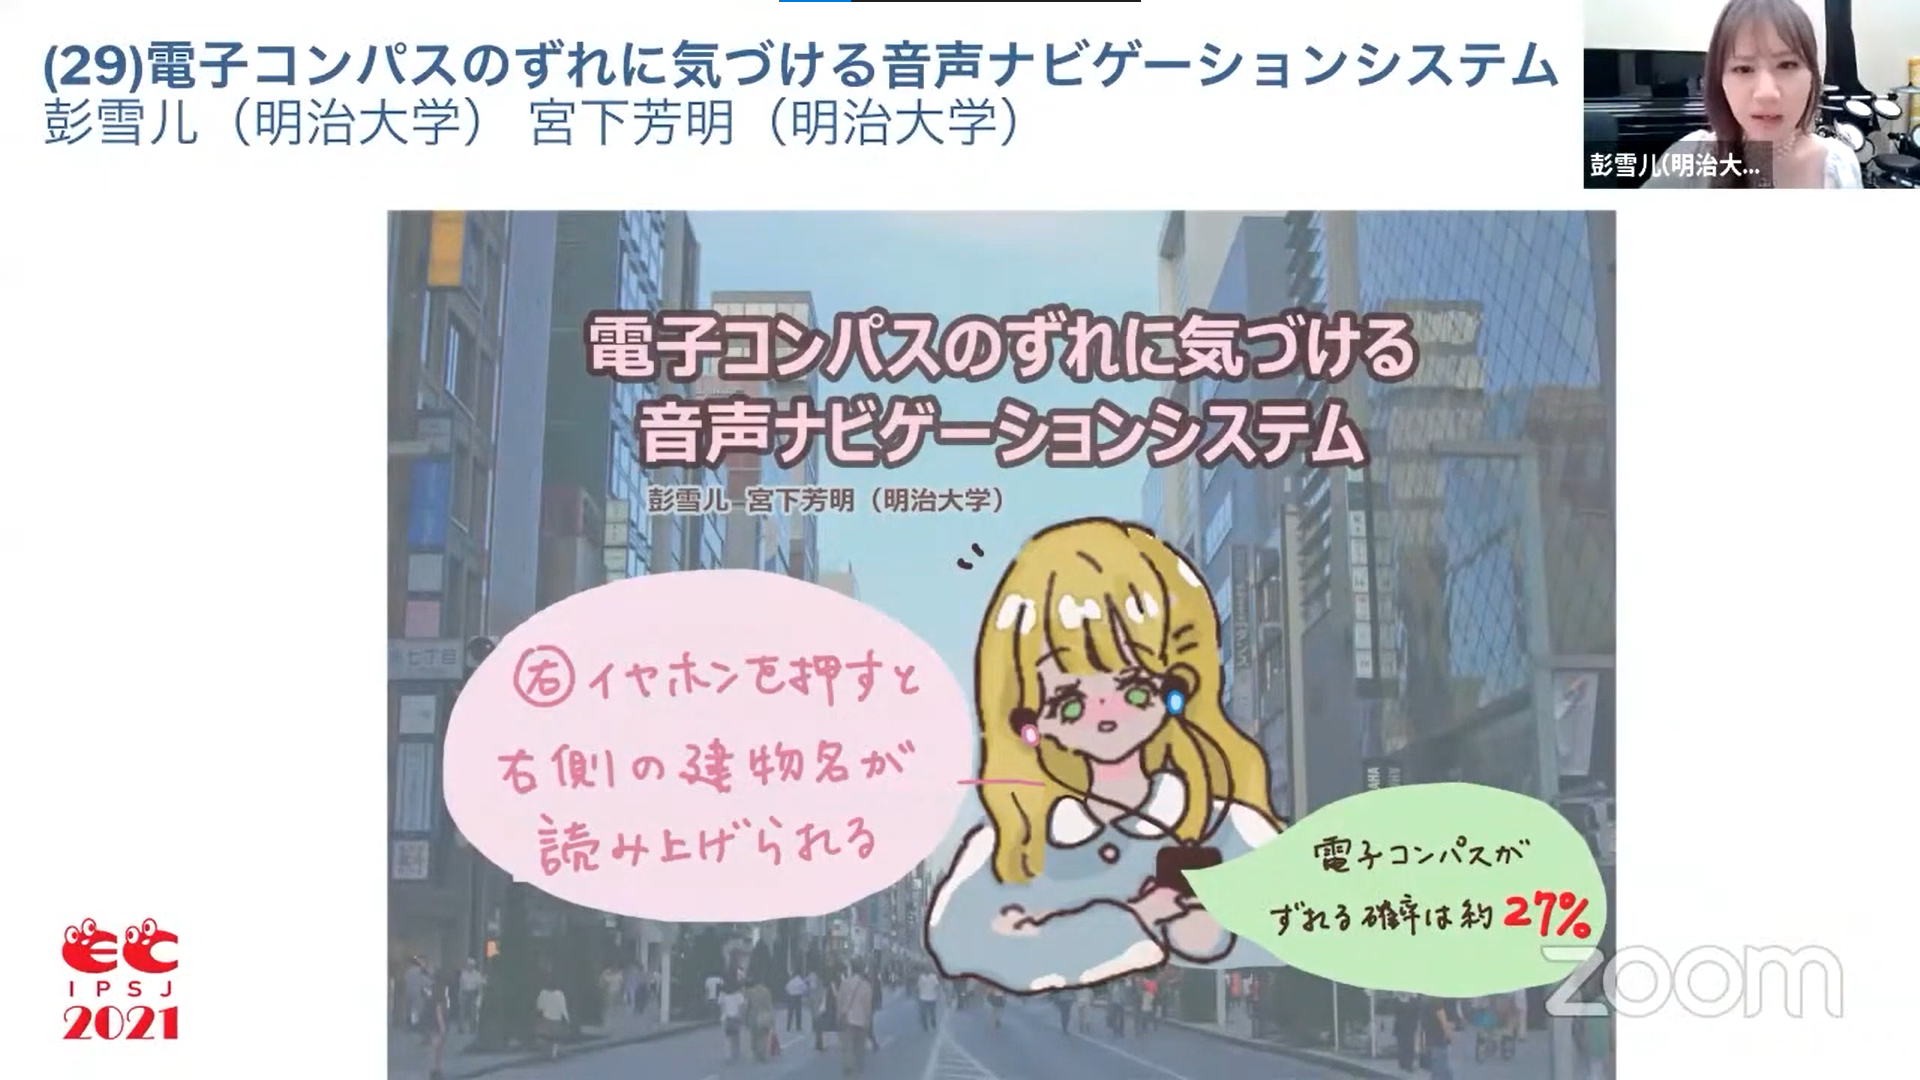 (29)電子コンパスのずれに気づける音声ナビゲーションシステム
彭雪儿（明治大学） 宮下芳明（明治大学）
彭雪儿(明治大...
電子コンパスのずれに気づける
音声ナビゲーションシステム
彭雪儿 宮下芳明（明治大学）
右イヤホンを押すと
右側の建物名が
読み上げられる
電子コンパスが
ずれる確率は約27%
七丁目
EC
IPSJ
2021
zoom